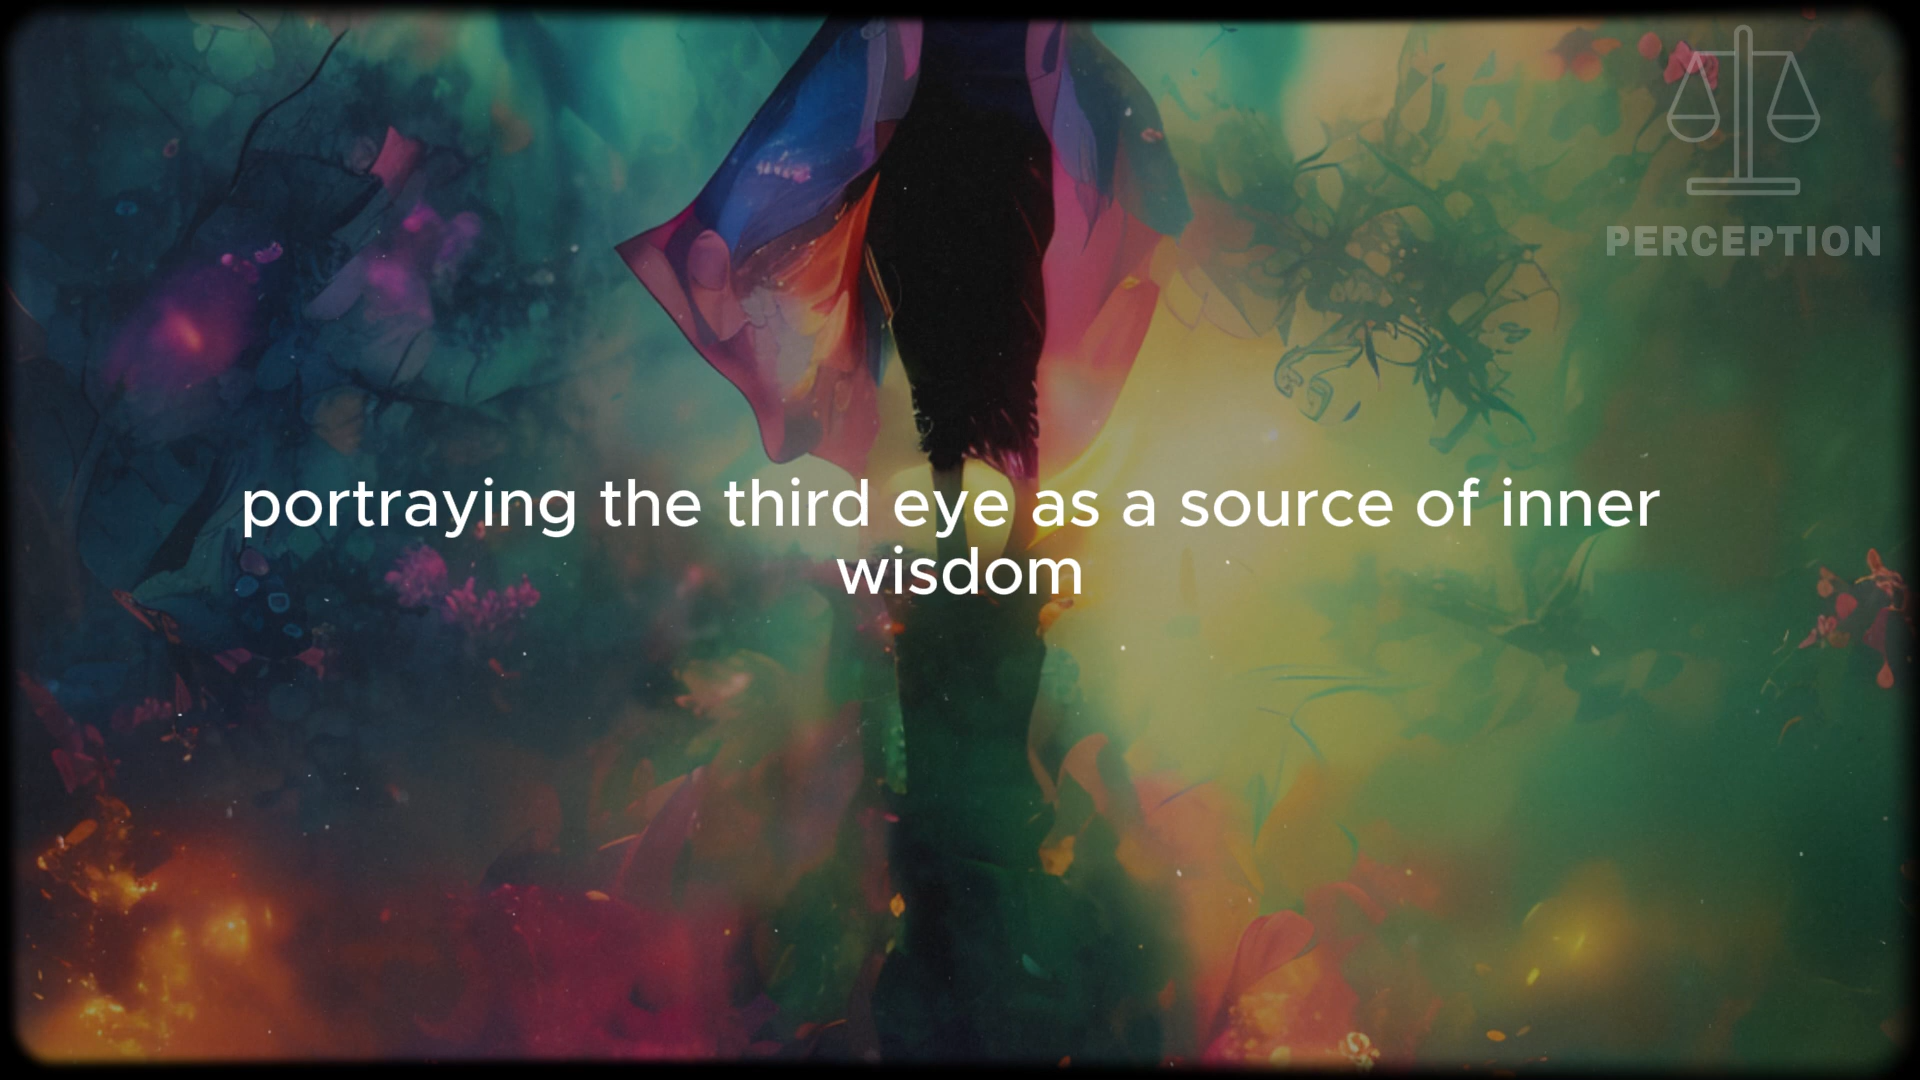 PERCEPTION
portraying the third eye as a source of inner
wisdom